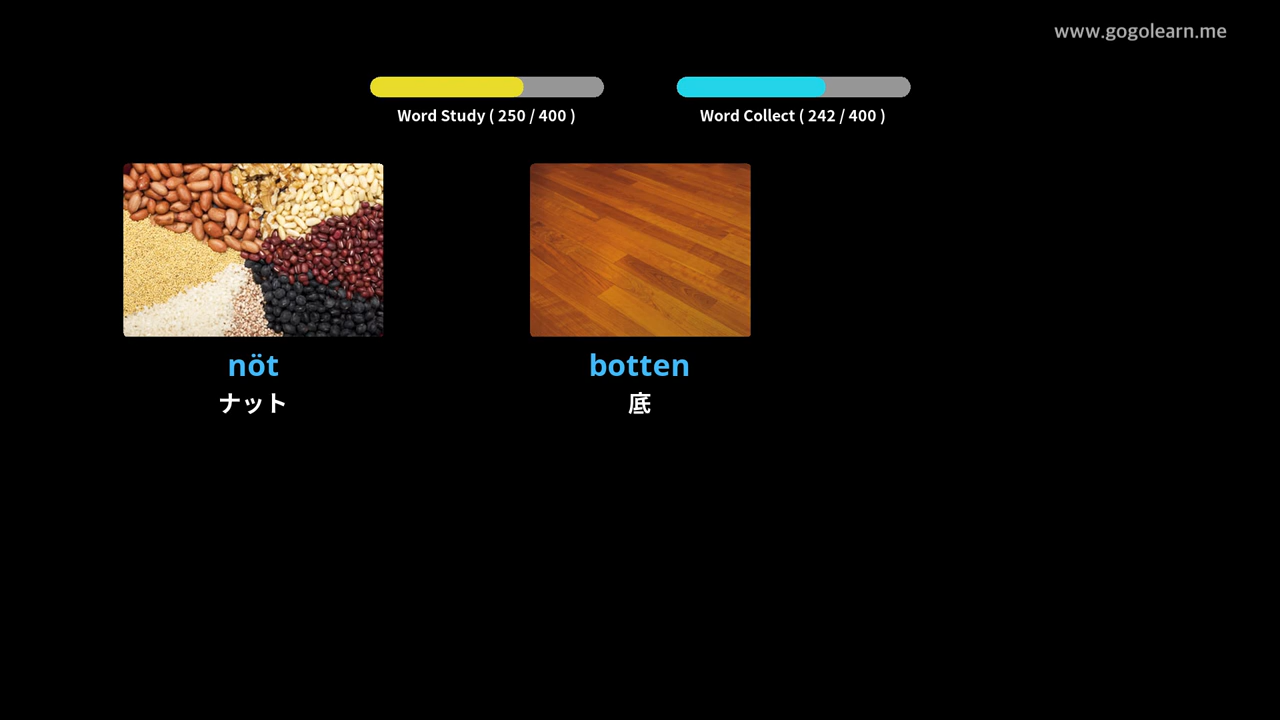 www.gogolearn.me
Word Study ( 250 / 400 )
Word Collect ( 242 / 400 )
nöt
ナット
botten
底